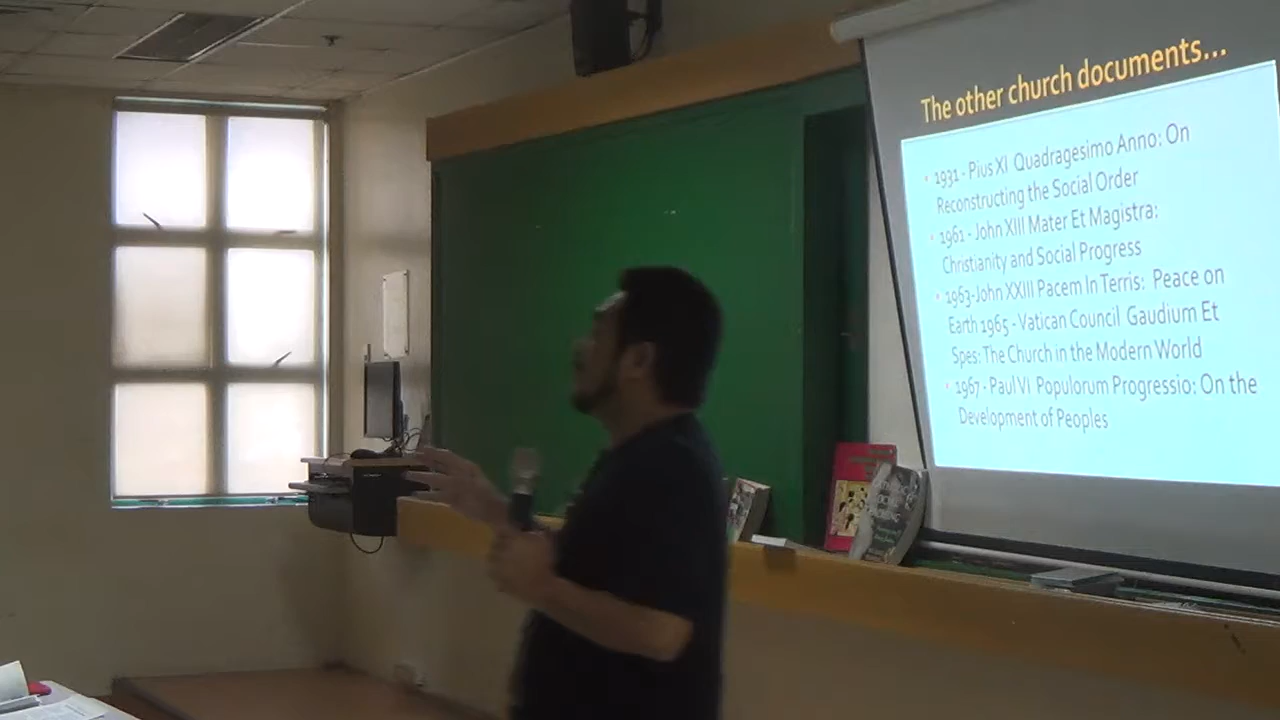 The other church documents...
• 1931 - Pius XI Quadragesimo Anno: On
Reconstructing the Social Order
• 1961 - John XIII Mater Et Magistra:
Christianity and Social Progress
• 1963-John XXIII Pacem In Terris: Peace on
Earth 1965 - Vatican Council Gaudium Et
Spes: The Church in the Modern World
• 1967 - Paul VI Populorum Progressio: On the
Development of Peoples